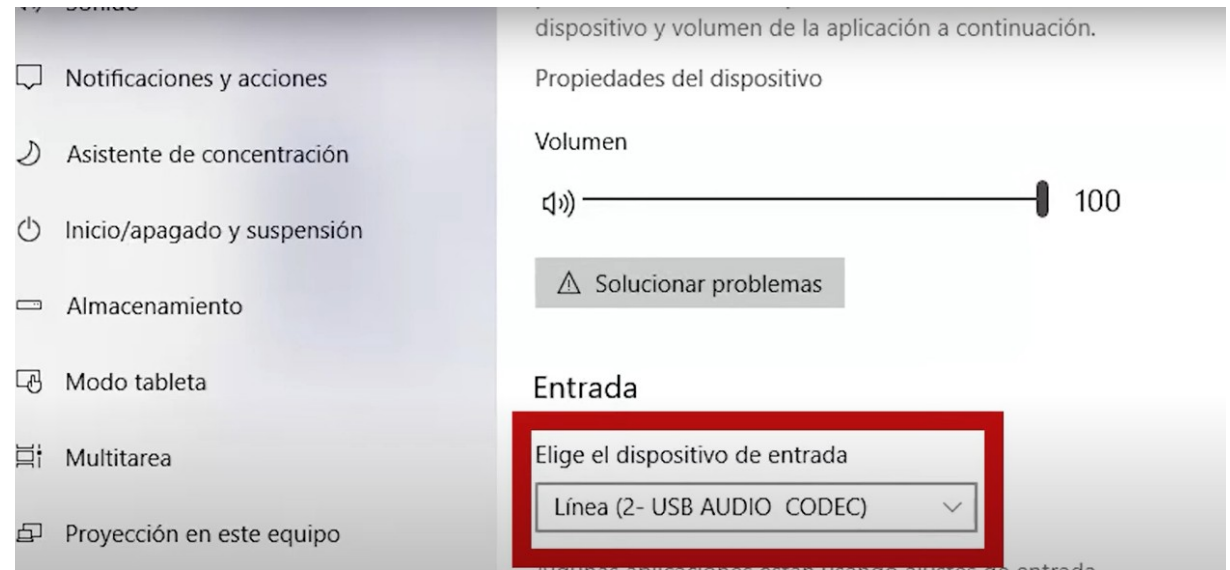 Notificaciones y acciones
Asistente de concentración
Inicio/apagado y suspensión
Almacenamiento
Modo tableta
Multitarea
Proyección en este equipo
dispositivo y volumen de la aplicación a continuación.
Propiedades del dispositivo
Volumen
100
Solucionar problemas
Entrada
Elige el dispositivo de entrada
Línea (2- USB AUDIO CODEC)